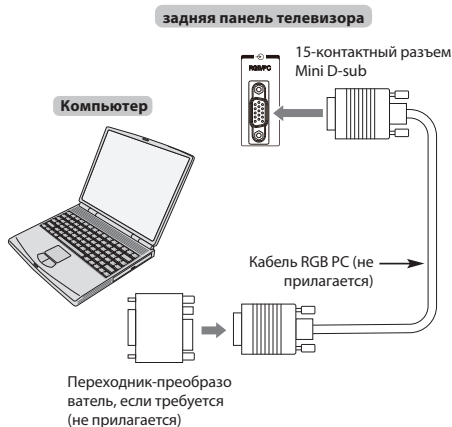 задняя панель телевизора
15-контактный разъем
Mini D-sub
RGB/PC
Компьютер
Кабель RGB PC (не
прилагается)
Переходник-преобразо
ватель, если требуется
(не прилагается)